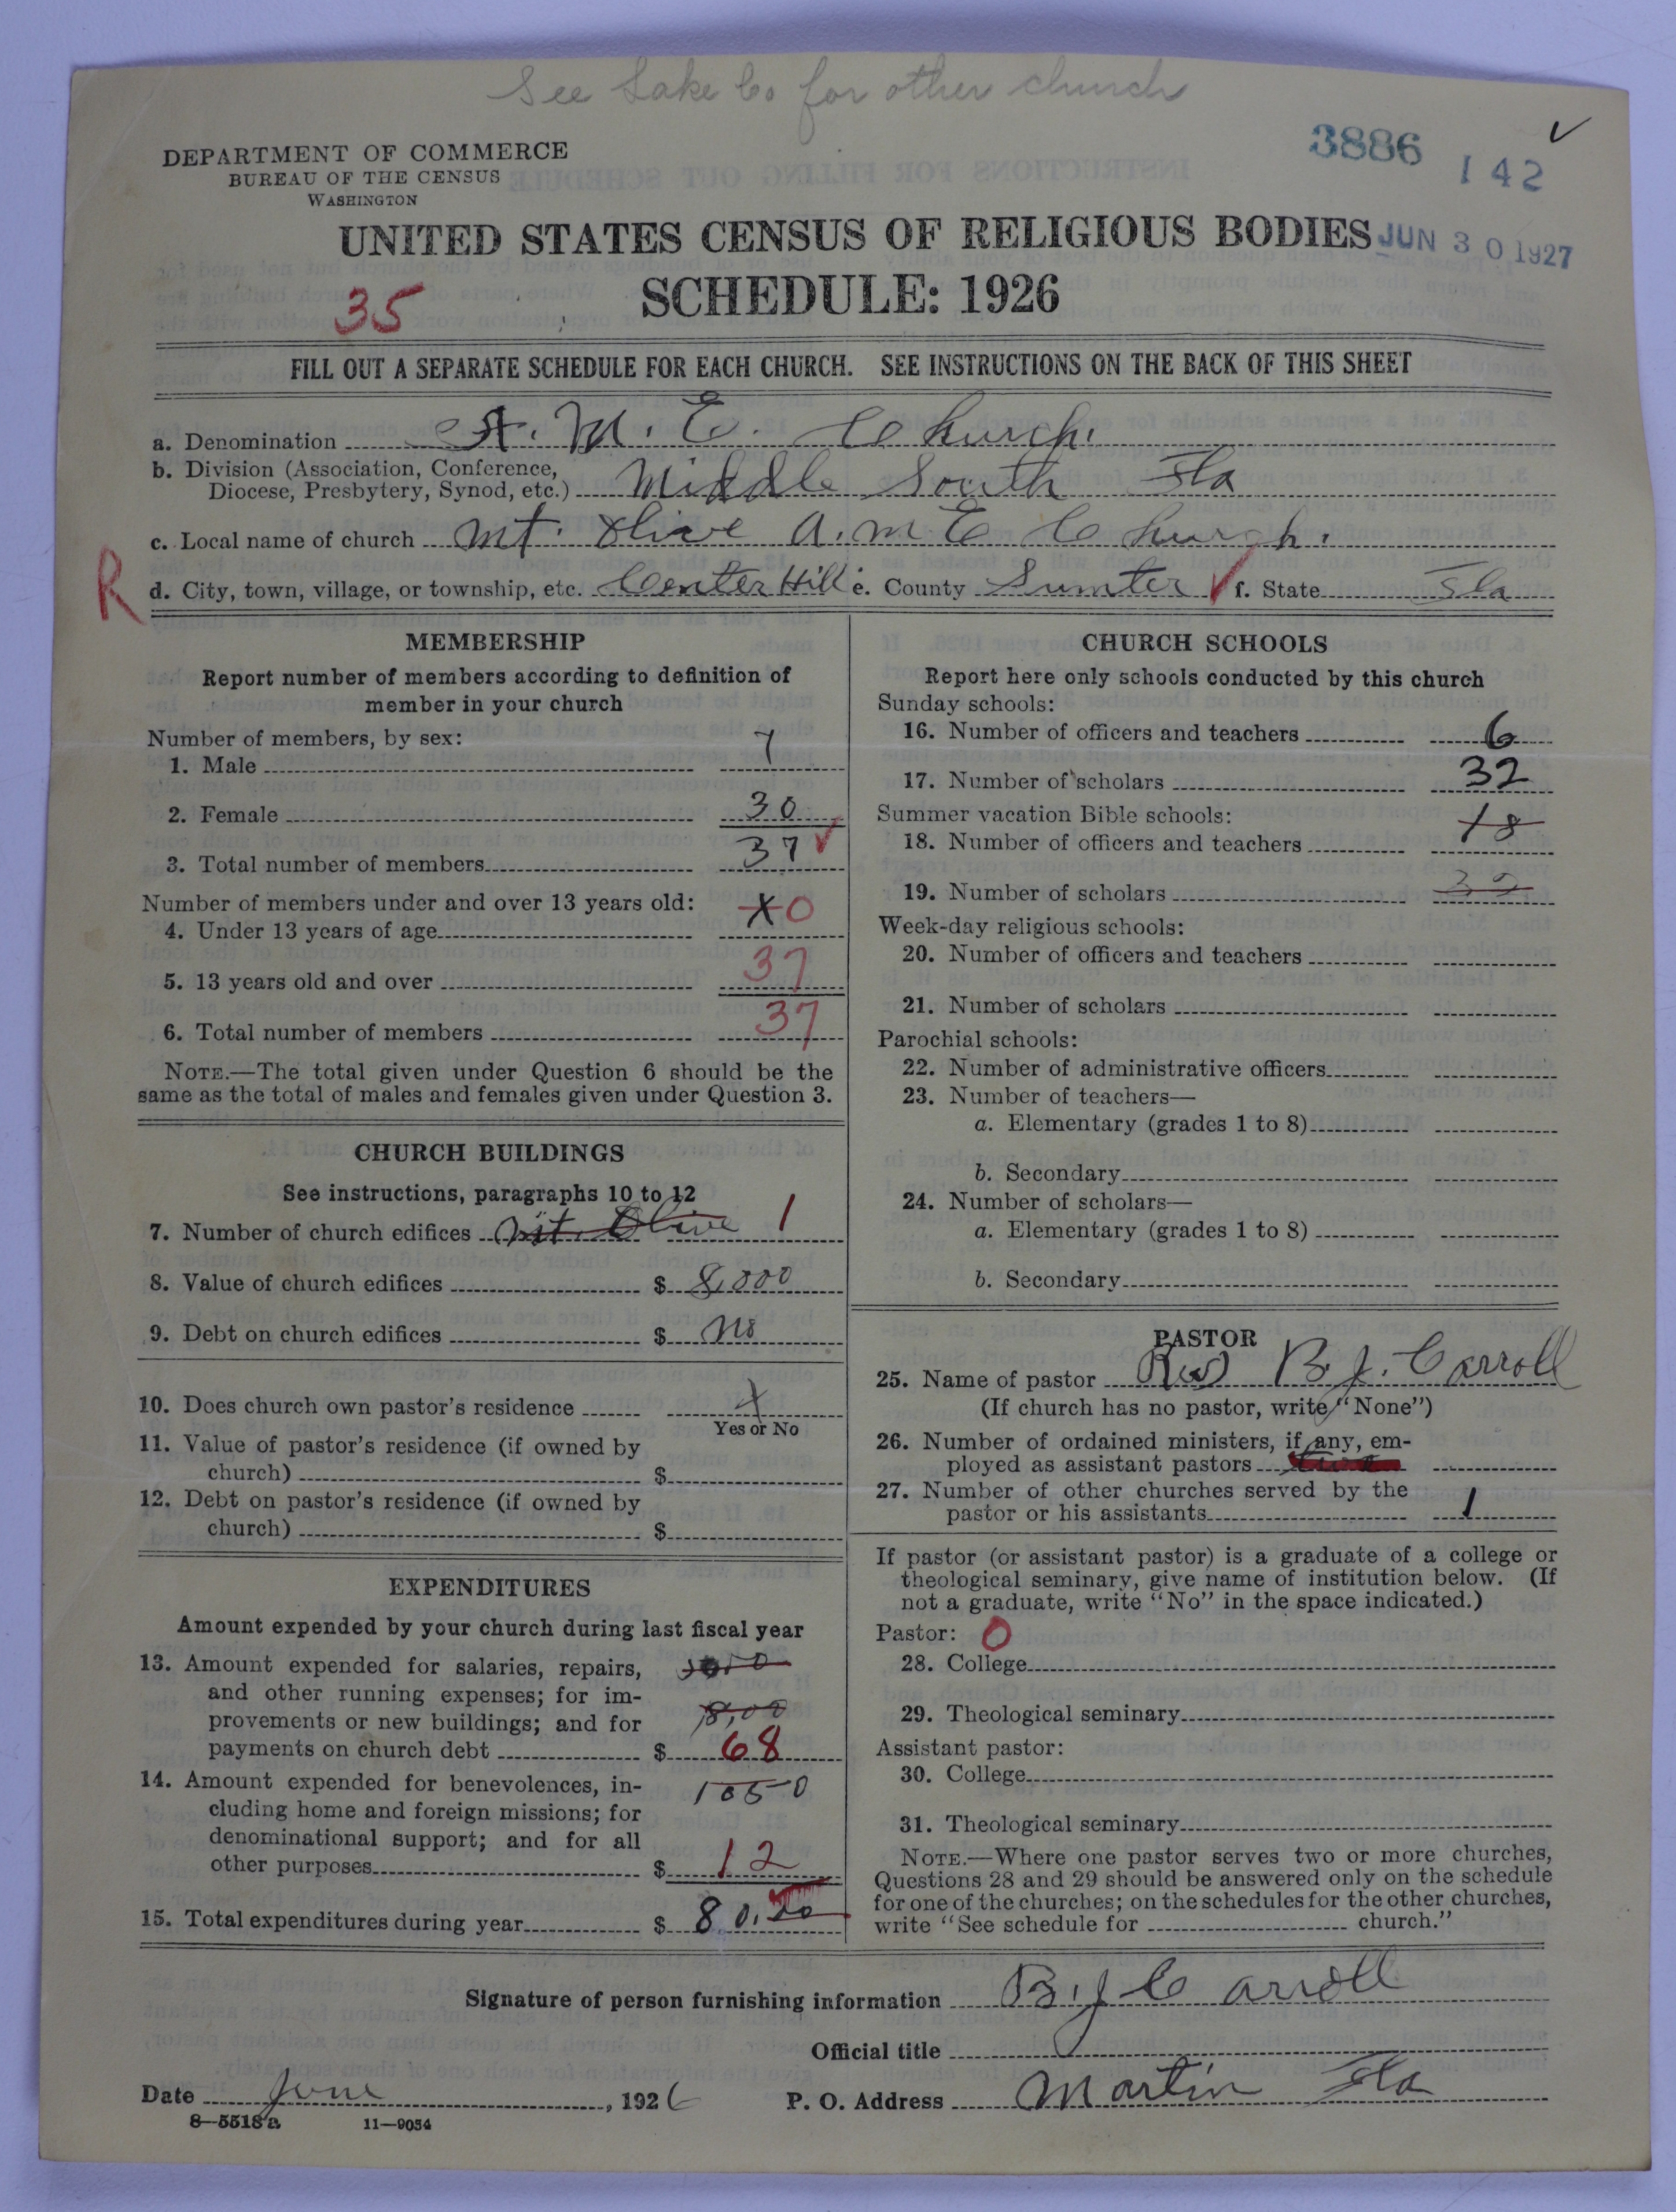 See Lake Co for other church
DEPARTMENT OF COMMERCE
BUREAU OF THE CENSUS
WASHINGTON
3886 142
UNITED STATES CENSUS OF RELIGIOUS BODIES
JUN 30 1927
35
SCHEDULE: 1926
FILL OUT A SEPARATE SCHEDULE FOR EACH CHURCH. SEE INSTRUCTIONS ON THE BACK OF THIS SHEET
a. Denomination A. M. E. Church.
b. Division (Association, Conference,
Diocese, Presbytery, Synod, etc.) Middle South Fla
c. Local name of church Mt. Olive A. M E Church.
R
d. City, town, village, or township, etc. Center Hill e. County Sumter f. State Fla
MEMBERSHIP
Report number of members according to definition of
member in your church
Number of members, by sex:
1. Male 7
2. Female 30
3. Total number of members 37
Number of members under and over 13 years old:
4. Under 13 years of age X 0
5. 13 years old and over 37
6. Total number of members 37
NOTE.—The total given under Question 6 should be the
same as the total of males and females given under Question 3.
CHURCH BUILDINGS
See instructions, paragraphs 10 to 12
7. Number of church edifices Mt. Olive 1
8. Value of church edifices $ 8,000
9. Debt on church edifices $ no
10. Does church own pastor's residence X
Yes or No
11. Value of pastor's residence (if owned by
church) $
12. Debt on pastor's residence (if owned by
church) $
EXPENDITURES
Amount expended by your church during last fiscal year
13. Amount expended for salaries, repairs,
and other running expenses; for im-
provements or new buildings; and for
payments on church debt $ 68
14. Amount expended for benevolences, in-
cluding home and foreign missions; for
denominational support; and for all
other purposes $ 12
15. Total expenditures during year $ 80.
CHURCH SCHOOLS
Report here only schools conducted by this church
Sunday schools:
16. Number of officers and teachers 6
17. Number of scholars 32
Summer vacation Bible schools:
18. Number of officers and teachers
19. Number of scholars 32
Week-day religious schools:
20. Number of officers and teachers
21. Number of scholars
Parochial schools:
22. Number of administrative officers
23. Number of teachers—
a. Elementary (grades 1 to 8)
b. Secondary
24. Number of scholars—
a. Elementary (grades 1 to 8)
b. Secondary
PASTOR
25. Name of pastor Rev B. J. Carroll
(If church has no pastor, write "None")
26. Number of ordained ministers, if any, em-
ployed as assistant pastors
27. Number of other churches served by the
pastor or his assistants 1
If pastor (or assistant pastor) is a graduate of a college or
theological seminary, give name of institution below. (If
not a graduate, write "No" in the space indicated.)
Pastor: 0
28. College
29. Theological seminary
Assistant pastor:
30. College
31. Theological seminary
NOTE.—Where one pastor serves two or more churches,
Questions 28 and 29 should be answered only on the schedule
for one of the churches; on the schedules for the other churches,
write "See schedule for church."
Signature of person furnishing information B. J Carroll
Official title
Date June, 1926 P. O. Address Martin Fla
8—5518 a 11—9054